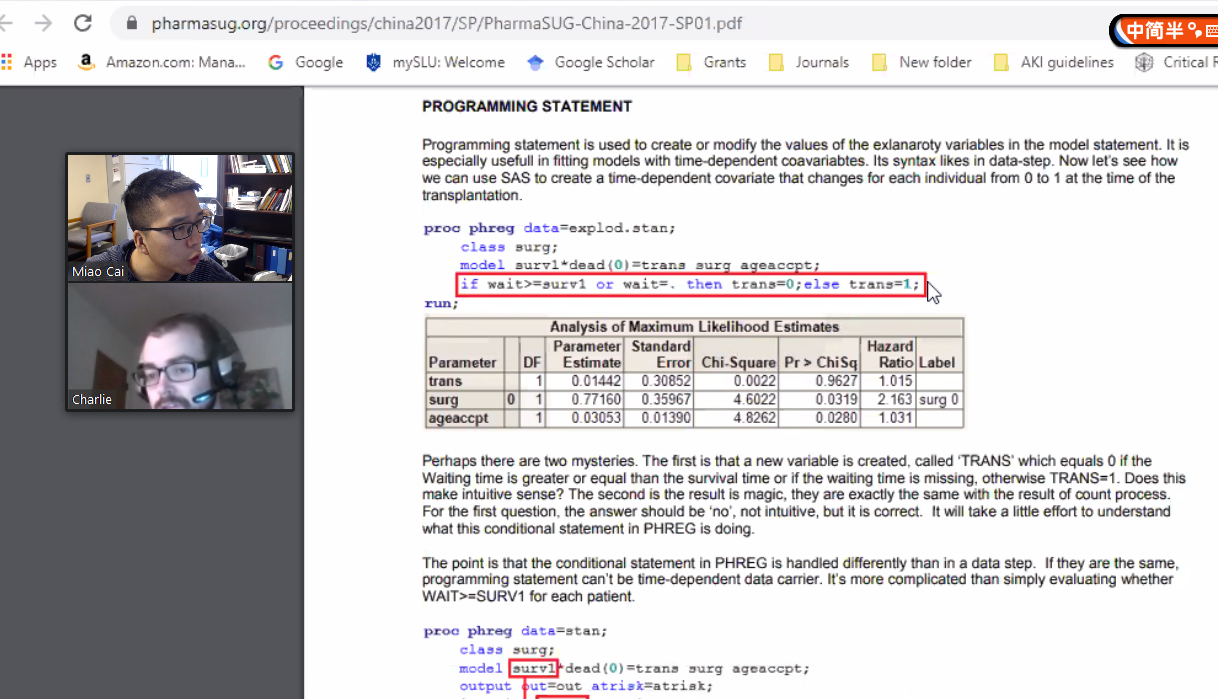 pharmasug.org/proceedings/china2017/SP/PharmaSUG-China-2017-SP01.pdf
中简半
Apps
Amazon.com: Mana...
Google
mySLU: Welcome
Google Scholar
Grants
Journals
New folder
AKI guidelines
Critical R
PROGRAMMING STATEMENT
Programming statement is used to create or modify the values of the exlanaroty variables in the model statement. It is
especially usefull in fitting models with time-dependent coavariabtes. Its syntax likes in data-step. Now let's see how
we can use SAS to create a time-dependent covariate that changes for each individual from 0 to 1 at the time of the
transplantation.
proc phreg data=explod.stan;
class surg;
model surv1*dead(0)=trans surg ageaccpt;
if wait>=surv1 or wait=. then trans=0;else trans=1;
run;
Analysis of Maximum Likelihood Estimates
Parameter DF Parameter Estimate Standard Error Chi-Square Pr > ChiSq Hazard Ratio Label
trans 1 0.01442 0.30852 0.0022 0.9627 1.015
surg 0 1 0.77160 0.35967 4.6022 0.0319 2.163 surg 0
ageaccpt 1 0.03053 0.01390 4.8262 0.0280 1.031
Perhaps there are two mysteries. The first is that a new variable is created, called 'TRANS' which equals 0 if the
Waiting time is greater or equal than the survival time or if the waiting time is missing, otherwise TRANS=1. Does this
make intuitive sense? The second is the result is magic, they are exactly the same with the result of count process.
For the first question, the answer should be 'no', not intuitive, but it is correct.  It will take a little effort to understand
what this conditional statement in PHREG is doing.
The point is that the conditional statement in PHREG is handled differently than in a data step.  If they are the same,
programming statement can't be time-dependent data carrier. It's more complicated than simply evaluating whether
WAIT>=SURV1 for each patient.
proc phreg data=stan;
class surg;
model surv1*dead(0)=trans surg ageaccpt;
output out=out atrisk=atrisk;
Miao Cai
Charlie